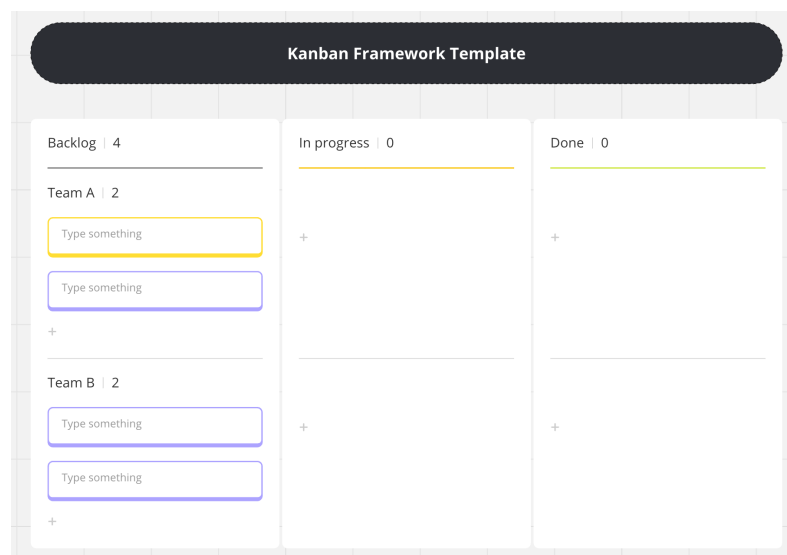 Kanban Framework Template
Backlog | 4
In progress | 0
Done | 0
Team A | 2
Type something
+
+
Type something
+
Team B | 2
Type something
+
+
Type something
+